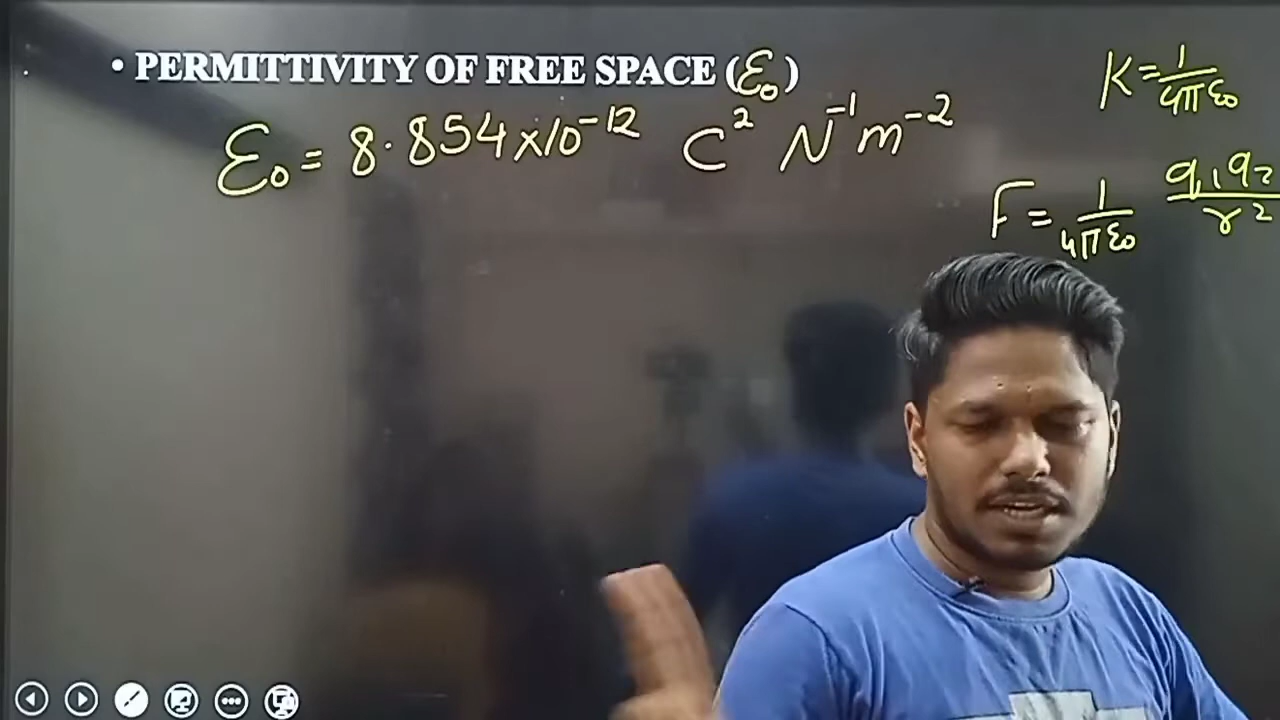 • PERMITTIVITY OF FREE SPACE (ε₀)
ε₀ = 8.854×10⁻¹² C² N⁻¹ m⁻²
K = 1/4πε₀
F = 1/4πε₀ q₁q₂/r²